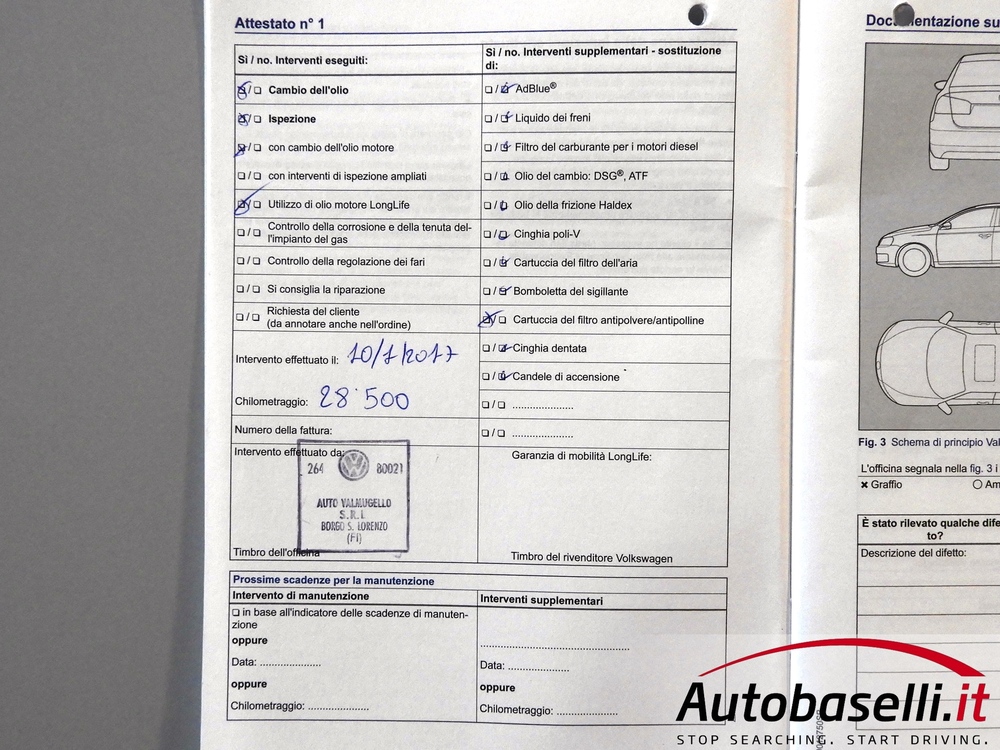 Attestato n° 1
Sì / no. Interventi eseguiti:
❏ / ❏ Cambio dell'olio
❏ / ❏ Ispezione
❏ / ❏ con cambio dell'olio motore
❏ / ❏ con interventi di ispezione ampliati
❏ / ❏ Utilizzo di olio motore LongLife
❏ / ❏ Controllo della corrosione e della tenuta del-
l'impianto del gas
❏ / ❏ Controllo della regolazione dei fari
❏ / ❏ Si consiglia la riparazione
❏ / ❏ Richiesta del cliente
(da annotare anche nell'ordine)
Intervento effettuato il: 10/1/2017
Chilometraggio: 28˙500
Numero della fattura:
Intervento effettuato da:
264 VW 80021
AUTO VALMUGELLO
S.R.L
BORGO S. LORENZO
(FI)
Timbro dell'officina
Sì / no. Interventi supplementari - sostituzione
di:
❏ / ❏ AdBlue®
❏ / ❏ Liquido dei freni
❏ / ❏ Filtro del carburante per i motori diesel
❏ / ❏ Olio del cambio: DSG®, ATF
❏ / ❏ Olio della frizione Haldex
❏ / ❏ Cinghia poli-V
❏ / ❏ Cartuccia del filtro dell'aria
❏ / ❏ Bomboletta del sigillante
❏ / ❏ Cartuccia del filtro antipolvere/antipolline
❏ / ❏ Cinghia dentata
❏ / ❏ Candele di accensione
❏ / ❏ ......................
❏ / ❏ ......................
Garanzia di mobilità LongLife:
Timbro del rivenditore Volkswagen
Prossime scadenze per la manutenzione
Intervento di manutenzione
❏ in base all'indicatore delle scadenze di manuten-
zione
oppure
Data: ......................
oppure
Chilometraggio: ......................
Interventi supplementari
......................................................
Data: ......................
oppure
Chilometraggio: ......................
Fig. 3 Schema di principio
L'officina segnala nella fig. 3 i
× Graffio
È stato rilevato qualche
to?
Descrizione del difetto:
Autobaselli.it
STOP SEARCHING. START DRIVING.